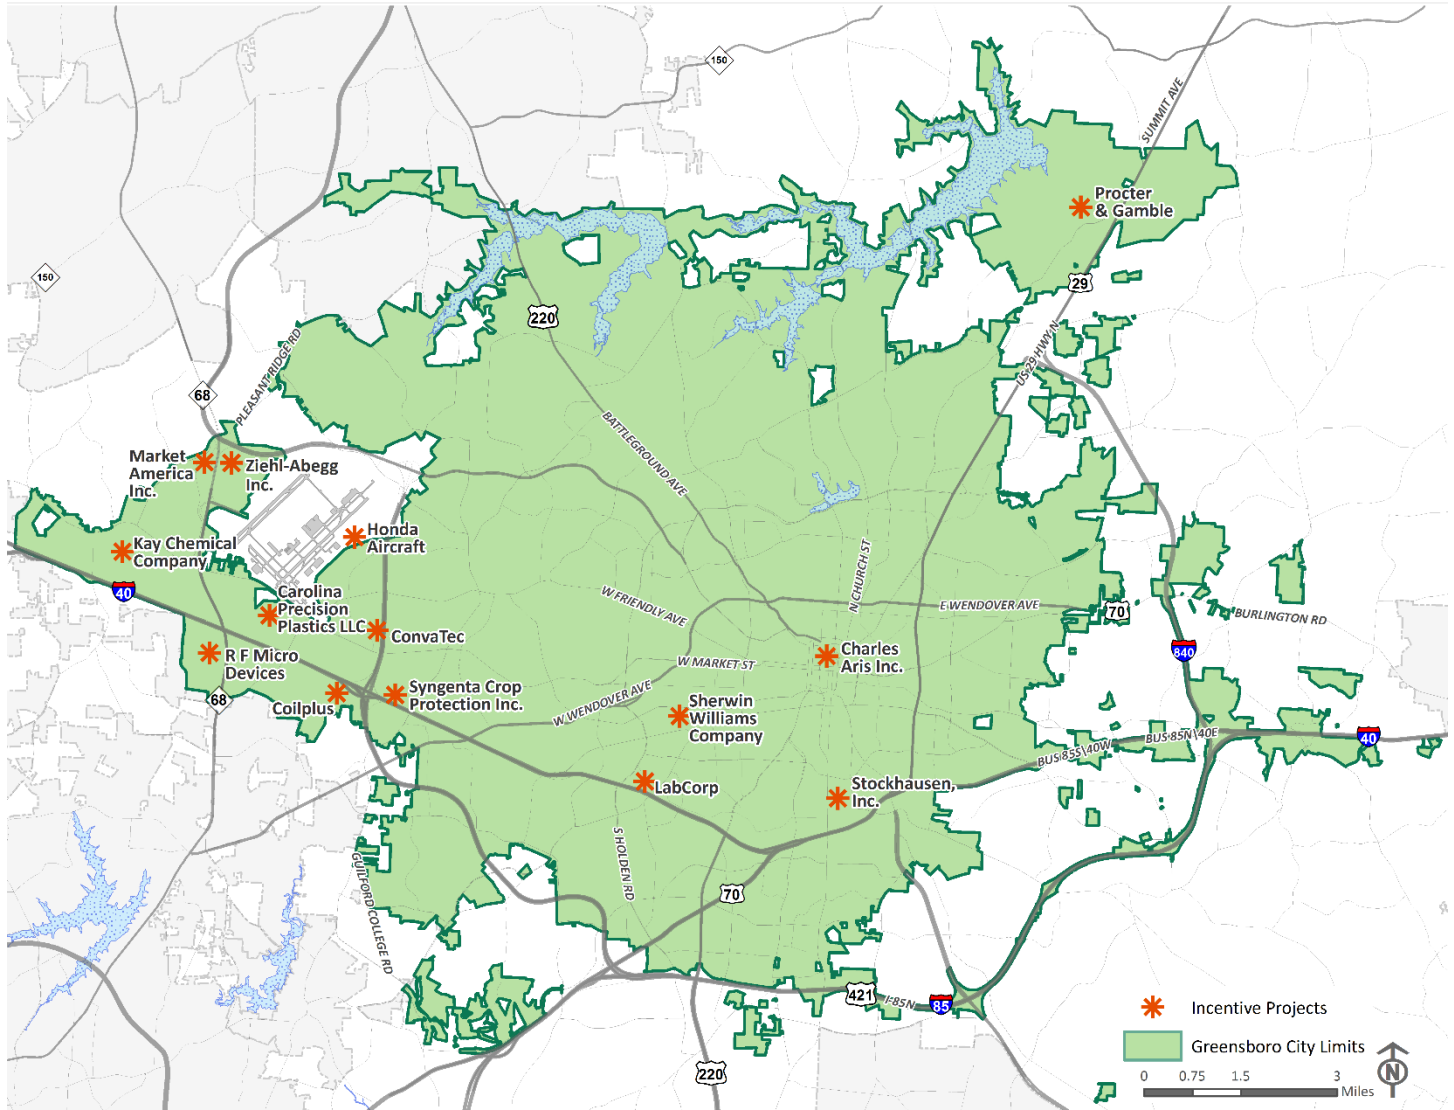 150
SUMMIT AVE
Procter
& Gamble
150
29
220
US 29 HWY N
PLEASANT RIDGE RD
68
BATTLEGROUND AVE
Market
America
Inc.
Ziehl-Abegg
Inc.
Honda
Aircraft
Kay Chemical
Company
40
N CHURCH ST
Carolina
Precision
Plastics LLC
W FRIENDLY AVE
E WENDOVER AVE
70
BURLINGTON RD
ConvaTec
R F Micro
Devices
W MARKET ST
Charles
Aris Inc.
840
68
Coilplus
Syngenta Crop
Protection Inc.
W WENDOVER AVE
Sherwin
Williams
Company
BUS 85S\40W
BUS 85N\40E
40
LabCorp
Stockhausen,
Inc.
S HOLDEN RD
GUILFORD COLLEGE RD
70
421
I-85N
85
220
Incentive Projects
Greensboro City Limits
N
0 0.75 1.5 3
Miles